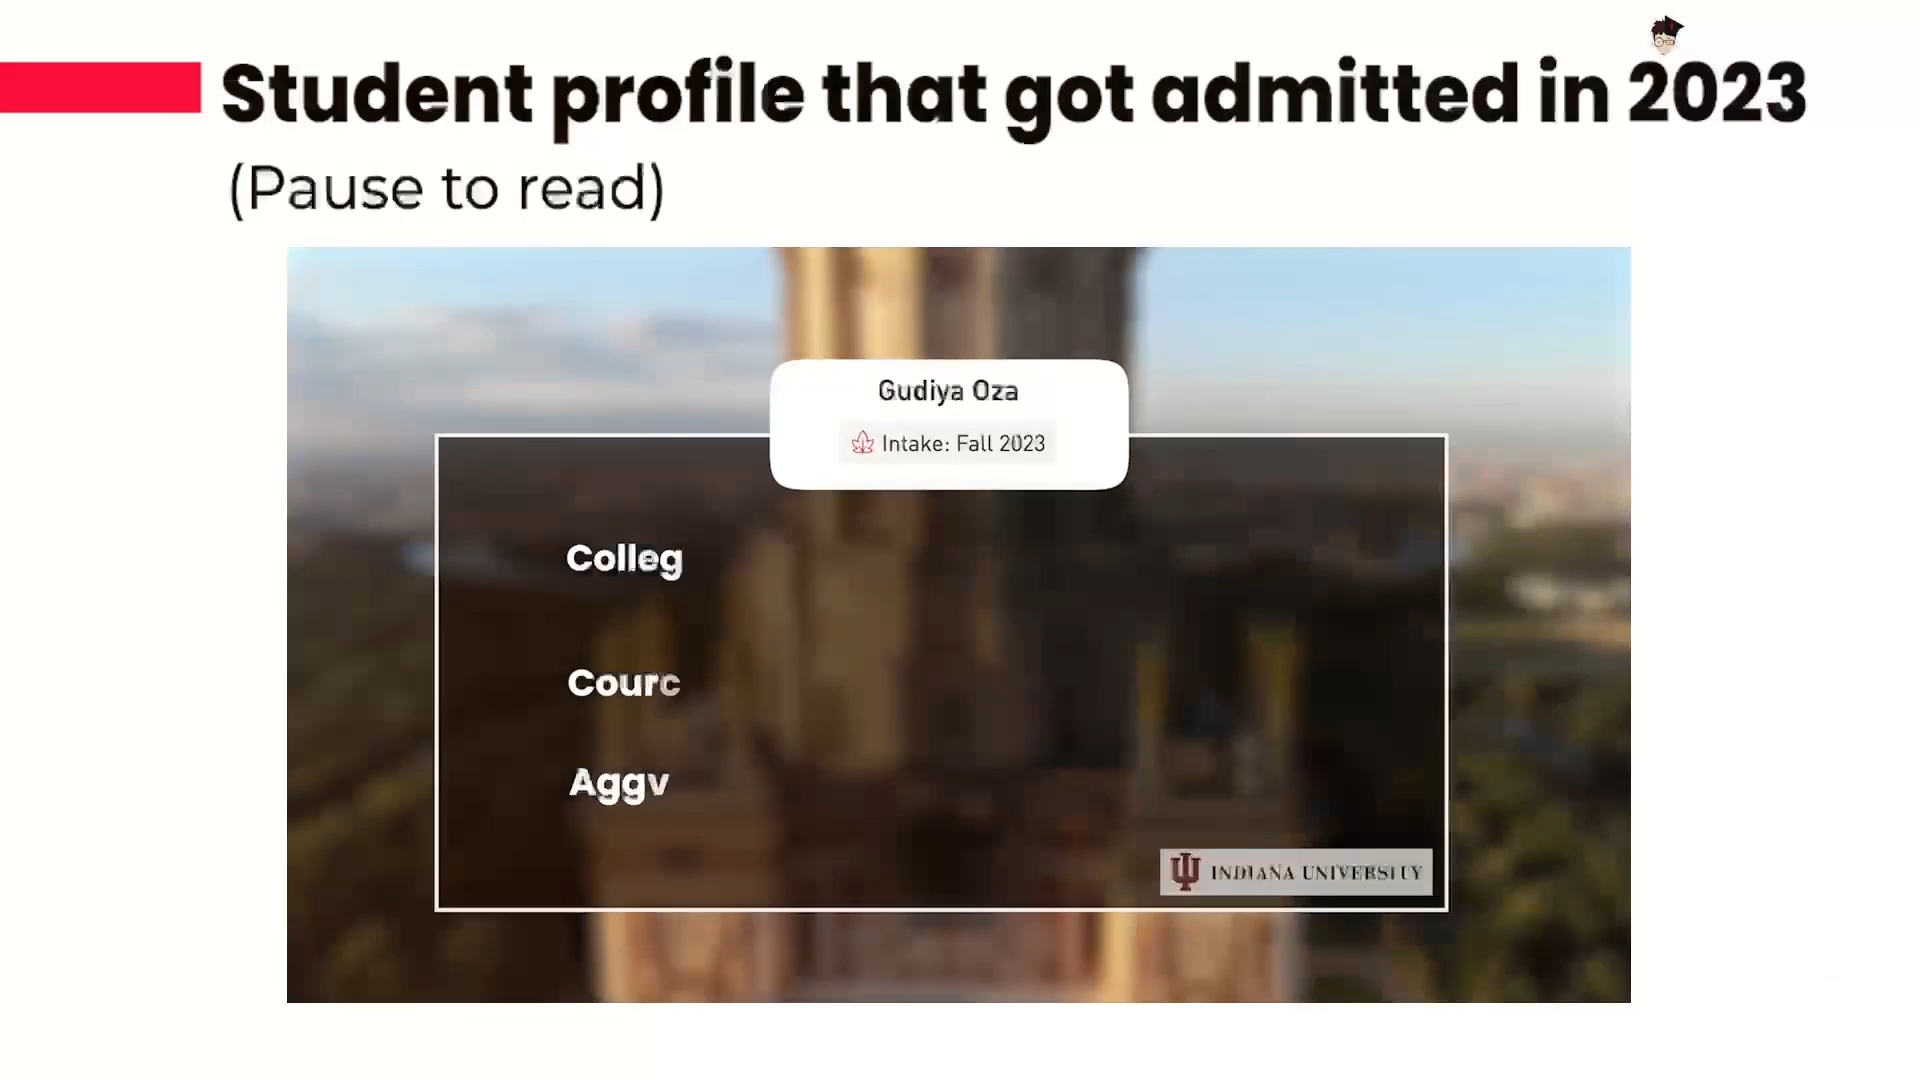 Student profile that got admitted in 2023
(Pause to read)
Gudiya Oza
Intake: Fall 2023
Colleg
Courc
Aggv
INDIANA UNIVERSITY